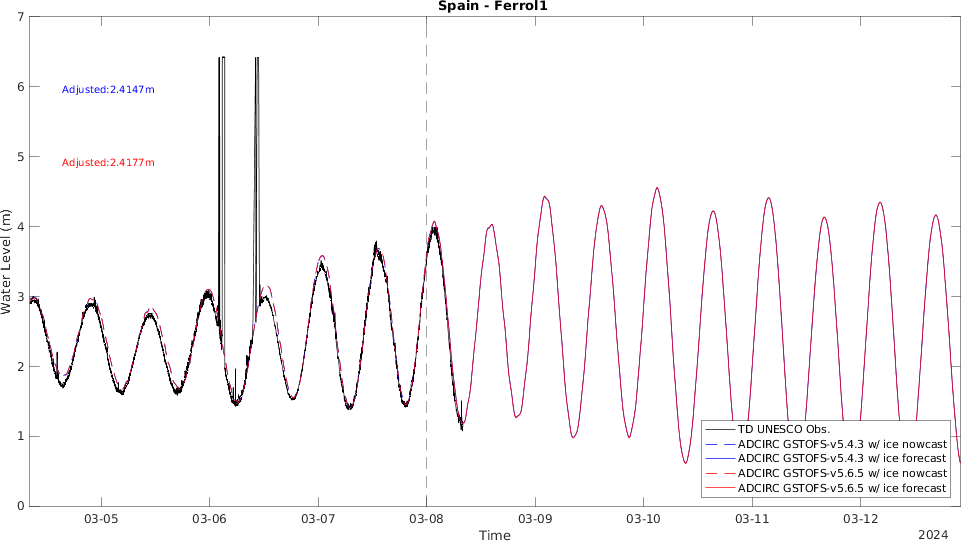 Spain - Ferrol1
7
6
5
4
3
2
1
0
Water Level (m)
Adjusted:2.4147m
Adjusted:2.4177m
TD UNESCO Obs.
ADCIRC GSTOFS-v5.4.3 w/ ice nowcast
ADCIRC GSTOFS-v5.4.3 w/ ice forecast
ADCIRC GSTOFS-v5.6.5 w/ ice nowcast
ADCIRC GSTOFS-v5.6.5 w/ ice forecast
03-05 03-06 03-07 03-08 03-09 03-10 03-11 03-12
Time
2024